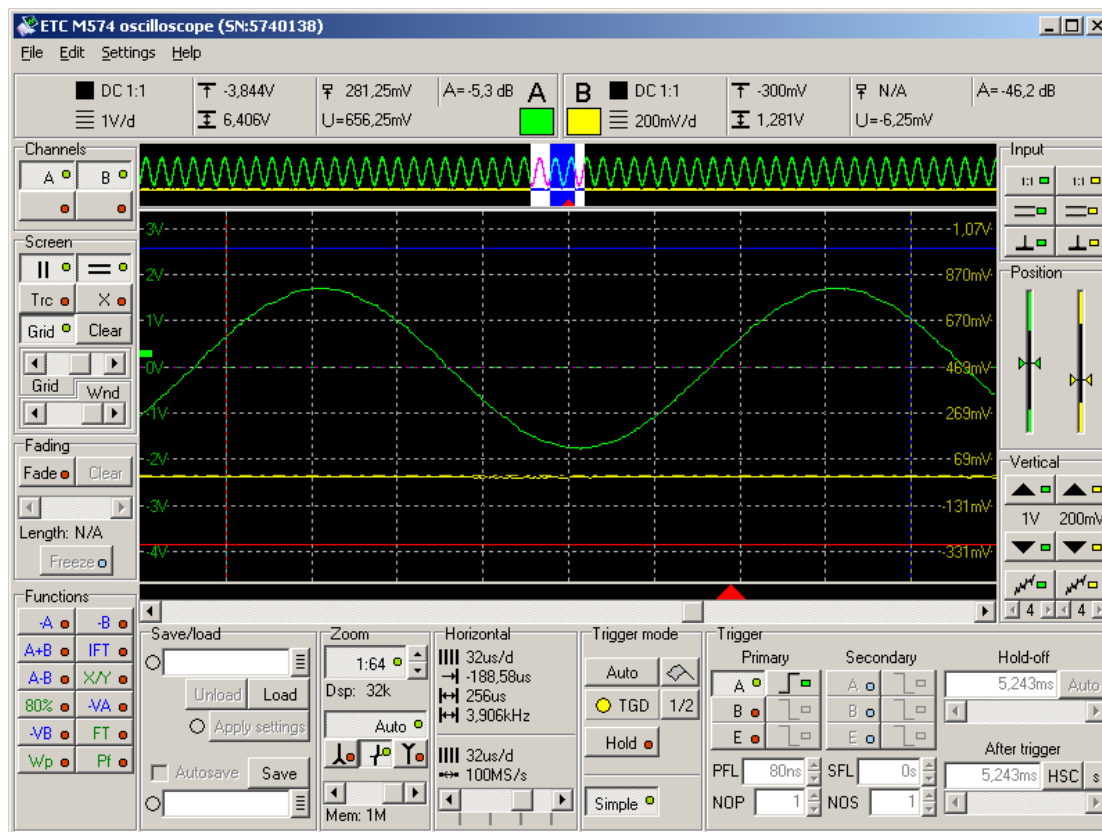 ETC M574 oscilloscope (SN:5740138)
File Edit Settings Help
DC 1:1 -3,844V 281,25mV A=-5,3 dB A
1V/d 6,406V U=656,25mV
B DC 1:1 -300mV N/A A=-46,2 dB
200mV/d 1,281V U=-6,25mV
Channels
A B
Screen
Trc X
Grid Clear
Grid Wnd
Fading
Fade Clear
Length: N/A
Freeze
Functions
-A -B
A+B IFT
A-B X/Y
80% -VA
-VB FT
Wp Pf
3V 1,07V
2V 870mV
1V 670mV
0V 469mV
-1V 269mV
-2V 69mV
-3V -131mV
-4V -331mV
Input
1:1 1:1
Position
Vertical
1V 200mV
4 4
Save/load
Unload Load
Apply settings
Autosave Save
Zoom
1:64
Dsp: 32k
Auto
Mem: 1M
Horizontal
32us/d
-188,58us
256us
3,906kHz
32us/d
100MS/s
Trigger mode
Auto
TGD 1/2
Hold
Simple
Trigger
Primary Secondary Hold-off
A A 5,243ms Auto
B B
E E After trigger
PFL 80ns SFL 0s 5,243ms HSC s
NOP 1 NOS 1